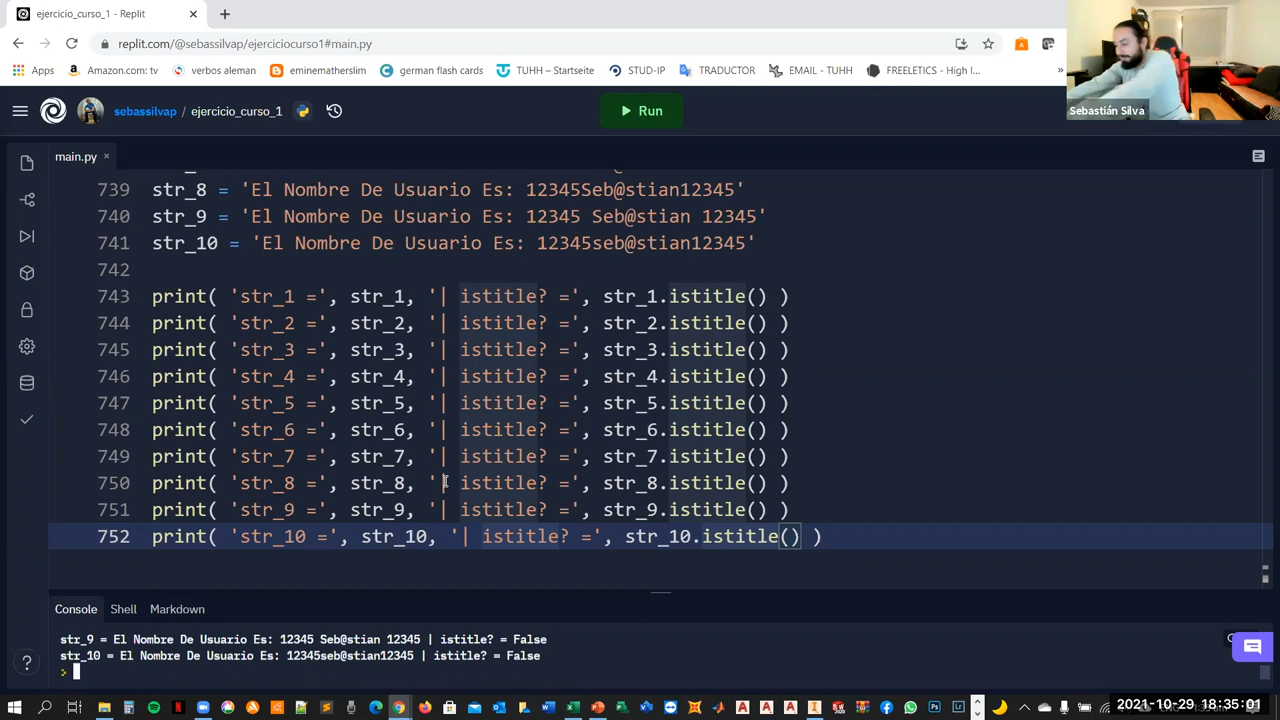 ejercicio_curso_1 - Replit
replit.com/@sebassilvap/ejerciciocurso1#main.py
Apps Amazon.com: tv verbos aleman eminematherslim german flash card TUHH – Startseite STUD-IP TRADUCTOR EMAIL - TUHH FREELETICS - High I... »
Sebastián Silva
sebassilvap / ejercicio_curso_1
Run
main.py
739 str_8 = 'El Nombre De Usuario Es: 12345Seb@stian12345'
740 str_9 = 'El Nombre De Usuario Es: 12345 Seb@stian 12345'
741 str_10 = 'El Nombre De Usuario Es: 12345seb@stian12345'
742
743 print( 'str_1 =', str_1, '| istitle? =', str_1.istitle() )
744 print( 'str_2 =', str_2, '| istitle? =', str_2.istitle() )
745 print( 'str_3 =', str_3, '| istitle? =', str_3.istitle() )
746 print( 'str_4 =', str_4, '| istitle? =', str_4.istitle() )
747 print( 'str_5 =', str_5, '| istitle? =', str_5.istitle() )
748 print( 'str_6 =', str_6, '| istitle? =', str_6.istitle() )
749 print( 'str_7 =', str_7, '| istitle? =', str_7.istitle() )
750 print( 'str_8 =', str_8, '| istitle? =', str_8.istitle() )
751 print( 'str_9 =', str_9, '| istitle? =', str_9.istitle() )
752 print( 'str_10 =', str_10, '| istitle? =', str_10.istitle() )
Console Shell Markdown
str_9 = El Nombre De Usuario Es: 12345 Seb@stian 12345 | istitle? = False
str_10 = El Nombre De Usuario Es: 12345seb@stian12345 | istitle? = False
>
2021-10-29 18:35:01